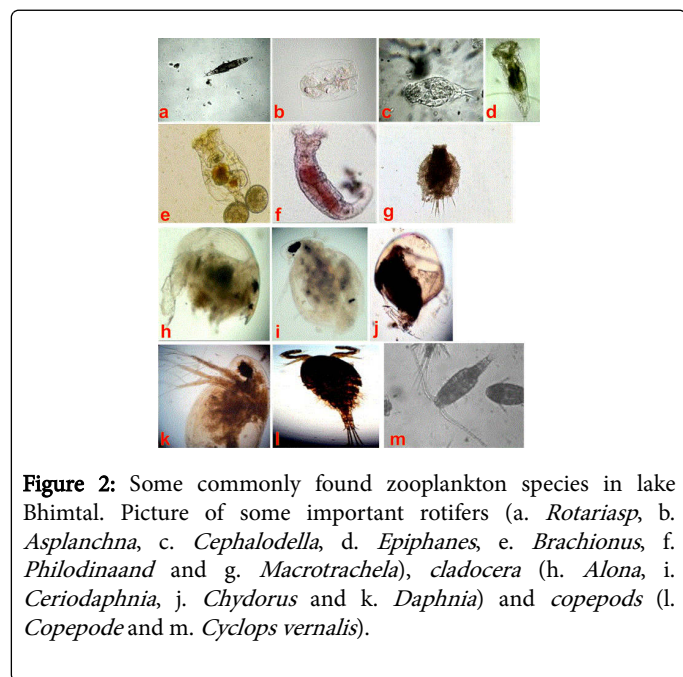 a b c d
e f g
h i j
k l m
Figure 2: Some commonly found zooplankton species in lake
Bhimtal. Picture of some important rotifers (a. Rotariasp, b.
Asplanchna, c. Cephalodella, d. Epiphanes, e. Brachionus, f.
Philodinaand and g. Macrotrachela), cladocera (h. Alona, i.
Ceriodaphnia, j. Chydorus and k. Daphnia) and copepods (l.
Copepode and m. Cyclops vernalis).